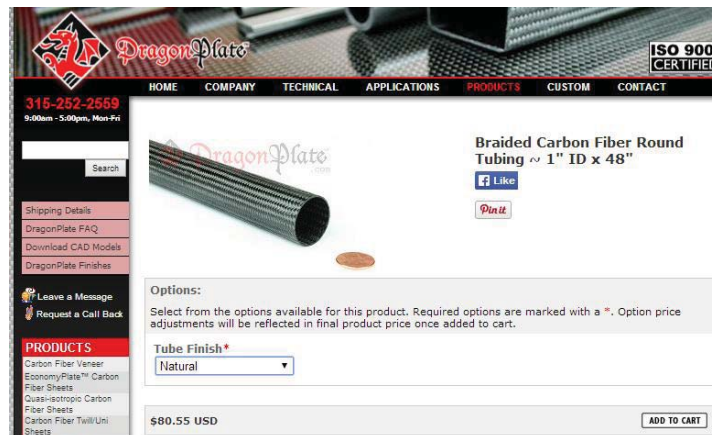 DragonPlate
ISO 900
CERTIFIED
HOME COMPANY TECHNICAL APPLICATIONS PRODUCTS CUSTOM CONTACT
315-252-2559
9:00am - 5:00pm, Mon-Fri
Search
Shipping Details
DragonPlate FAQ
Download CAD Models
DragonPlate Finishes
Leave a Message
Request a Call Back
PRODUCTS
Carbon Fiber Veneer
EconomyPlate™ Carbon
Fiber Sheets
Quasi-isotropic Carbon
Fiber Sheets
Carbon Fiber Twill/Uni
Sheets
DragonPlate
.com
Braided Carbon Fiber Round
Tubing ~ 1" ID x 48"
Like
Pin it
Options:
Select from the options available for this product. Required options are marked with a *. Option price
adjustments will be reflected in final product price once added to cart.
Tube Finish*
Natural
$80.55 USD
ADD TO CART